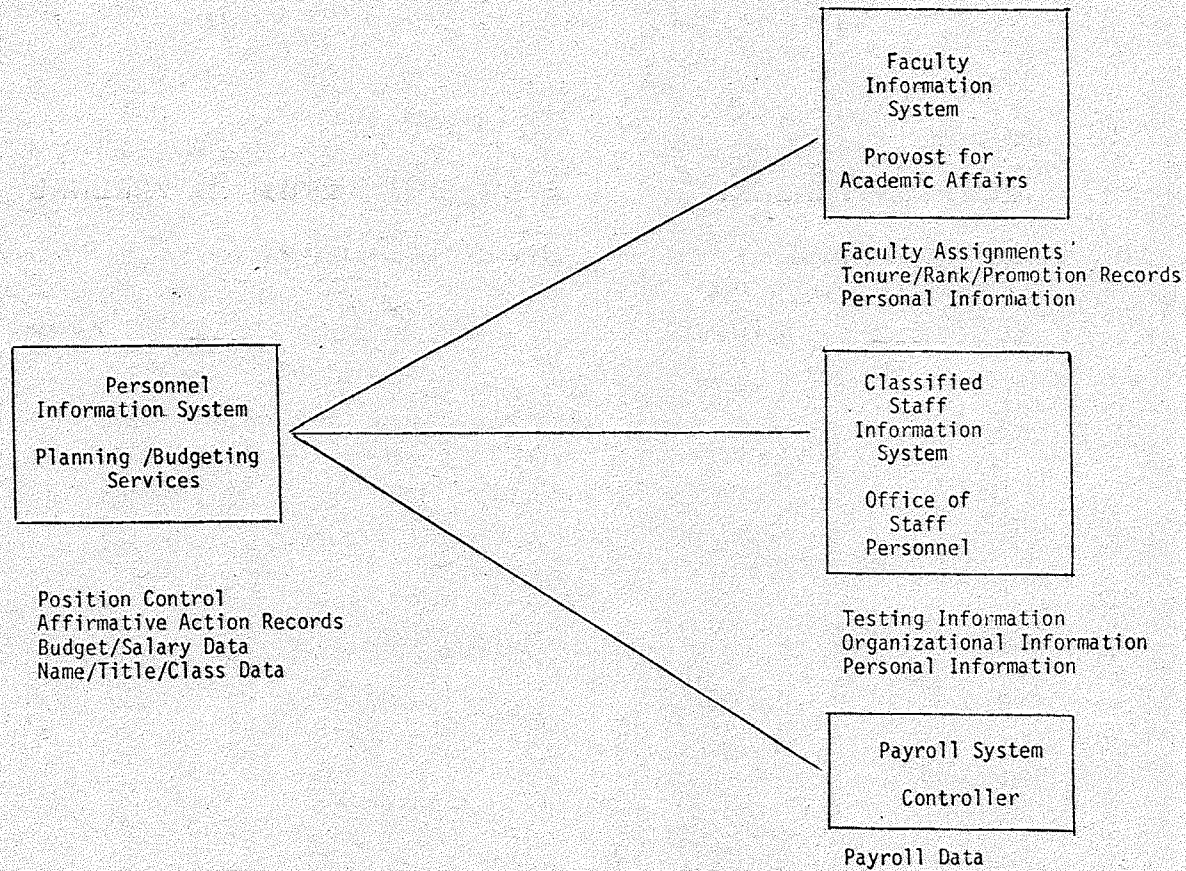 Faculty
Information
System
Provost for
Academic Affairs
Faculty Assignments
Tenure/Rank/Promotion Records
Personal Information
Personnel
Information System
Planning /Budgeting
Services
Position Control
Affirmative Action Records
Budget/Salary Data
Name/Title/Class Data
Classified
Staff
Information
System
Office of
Staff
Personnel
Testing Information
Organizational Information
Personal Information
Payroll System
Controller
Payroll Data